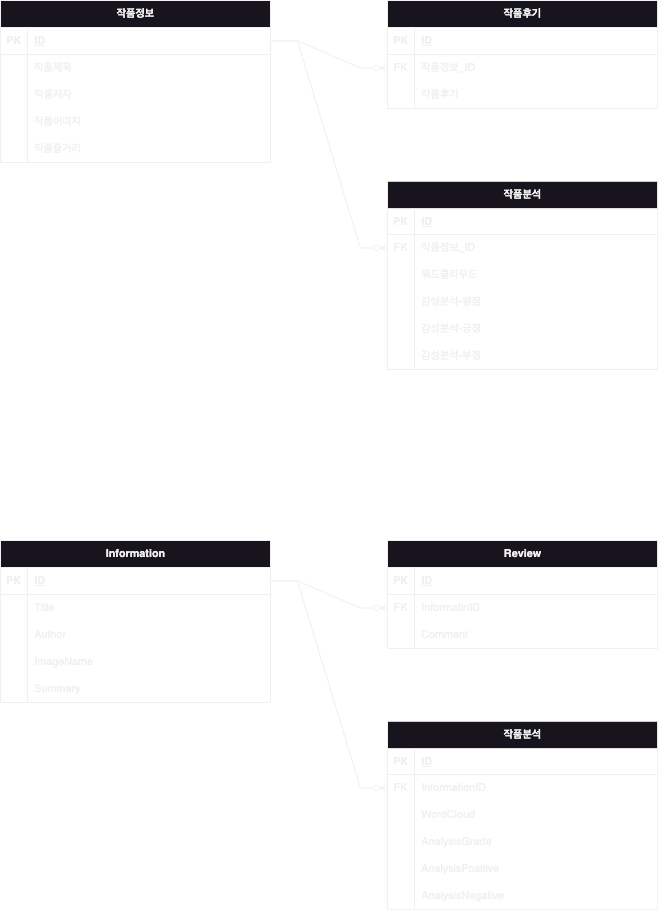 작품정보
PK ID
작품제목
작품저자
작품이미지
작품줄거리
작품후기
PK ID
FK 작품정보_ID
작품후기
작품분석
PK ID
FK 작품정보_ID
워드클라우드
감성분석-평점
감성분석-긍정
감성분석-부정
Information
PK ID
Title
Author
ImageName
Summary
Review
PK ID
FK InformatinID
Comment
작품분석
PK ID
FK InformationID
WordCloud
AnalysisGrade
AnalysisPositive
AnalysisNegative